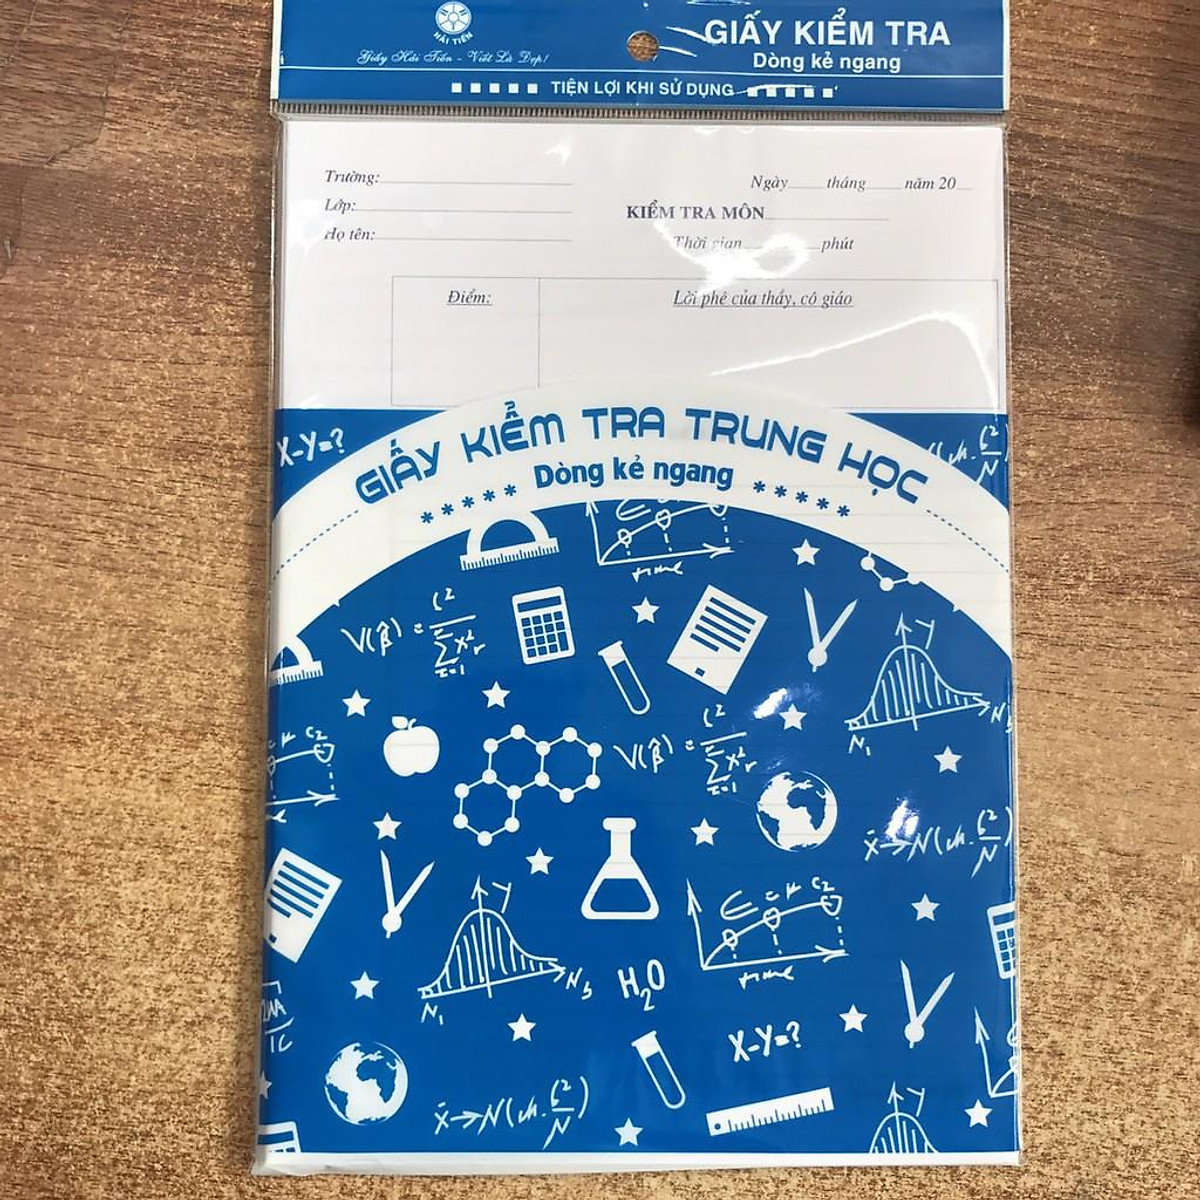 HẢI TIẾN
Giấy Hải Tiến - Viết Là Đẹp!
GIẤY KIỂM TRA
Dòng kẻ ngang
TIỆN LỢI KHI SỬ DỤNG
Trường:
Lớp:
Họ tên:
Ngày tháng năm 20
KIỂM TRA MÔN
Thời gian phút
Điểm:
Lời phê của thầy, cô giáo
GIẤY KIỂM TRA TRUNG HỌC
Dòng kẻ ngang
X-Y=?
time
Y
N
time
H₂O
X-Y=?